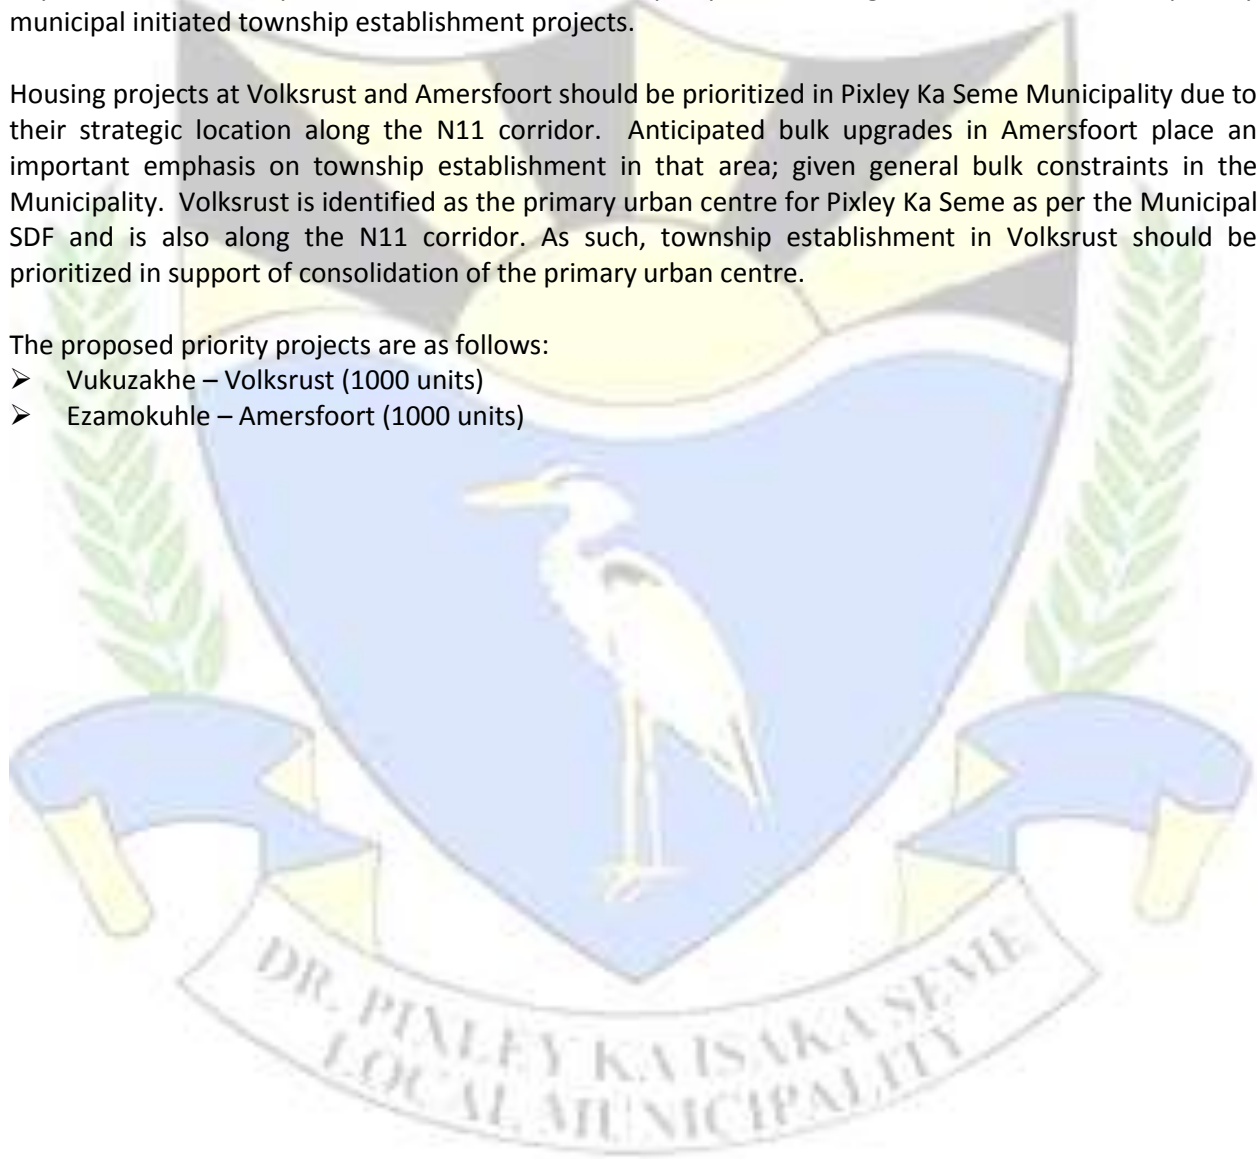 municipal initiated township establishment projects.
Housing projects at Volksrust and Amersfoort should be prioritized in Pixley Ka Seme Municipality due to
their strategic location along the N11 corridor. Anticipated bulk upgrades in Amersfoort place an
important emphasis on township establishment in that area; given general bulk constraints in the
Municipality. Volksrust is identified as the primary urban centre for Pixley Ka Seme as per the Municipal
SDF and is also along the N11 corridor. As such, township establishment in Volksrust should be
prioritized in support of consolidation of the primary urban centre.
The proposed priority projects are as follows:
➢ Vukuzakhe – Volksrust (1000 units)
➢ Ezamokuhle – Amersfoort (1000 units)
DR. PIXLEY KA ISAKA SEME
LOCAL MUNICIPALITY